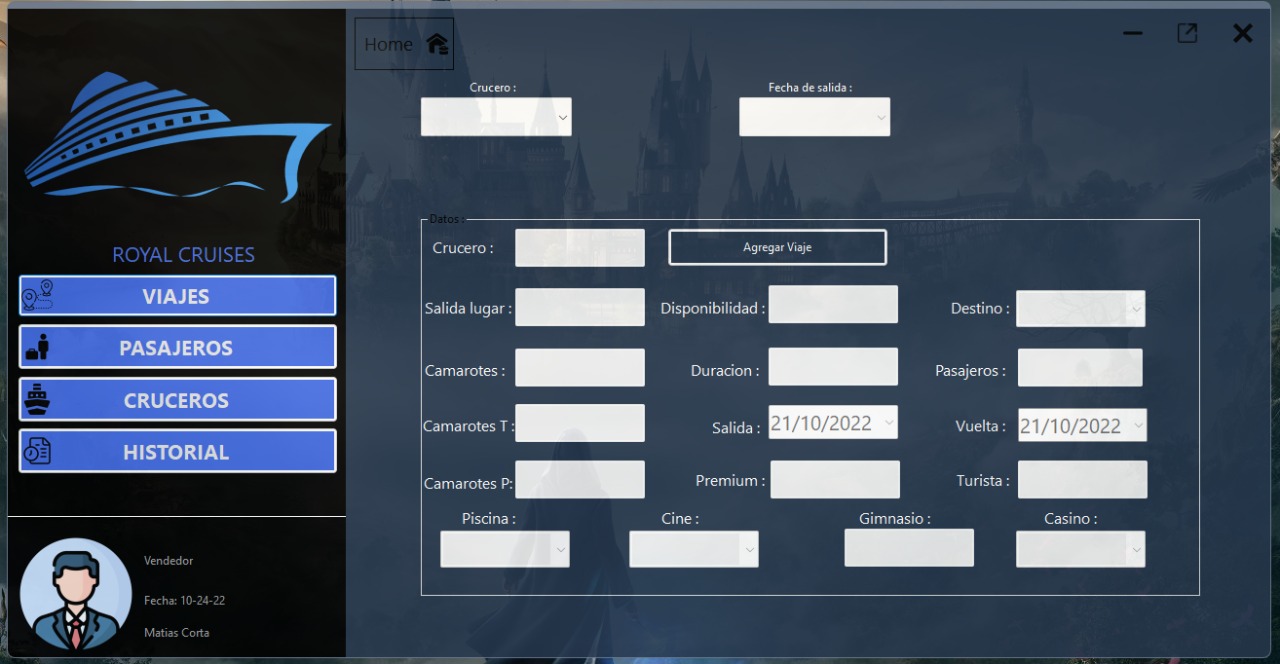 Home
Crucero :
Fecha de salida :
ROYAL CRUISES
VIAJES
PASAJEROS
CRUCEROS
HISTORIAL
Vendedor
Fecha: 10-24-22
Matias Corta
Datos:
Crucero :
Agregar Viaje
Salida lugar :
Disponibilidad :
Destino :
Camarotes :
Duracion :
Pasajeros :
Camarotes T :
Salida :
21/10/2022
Vuelta :
21/10/2022
Camarotes P:
Premium :
Turista :
Piscina :
Cine :
Gimnasio :
Casino :